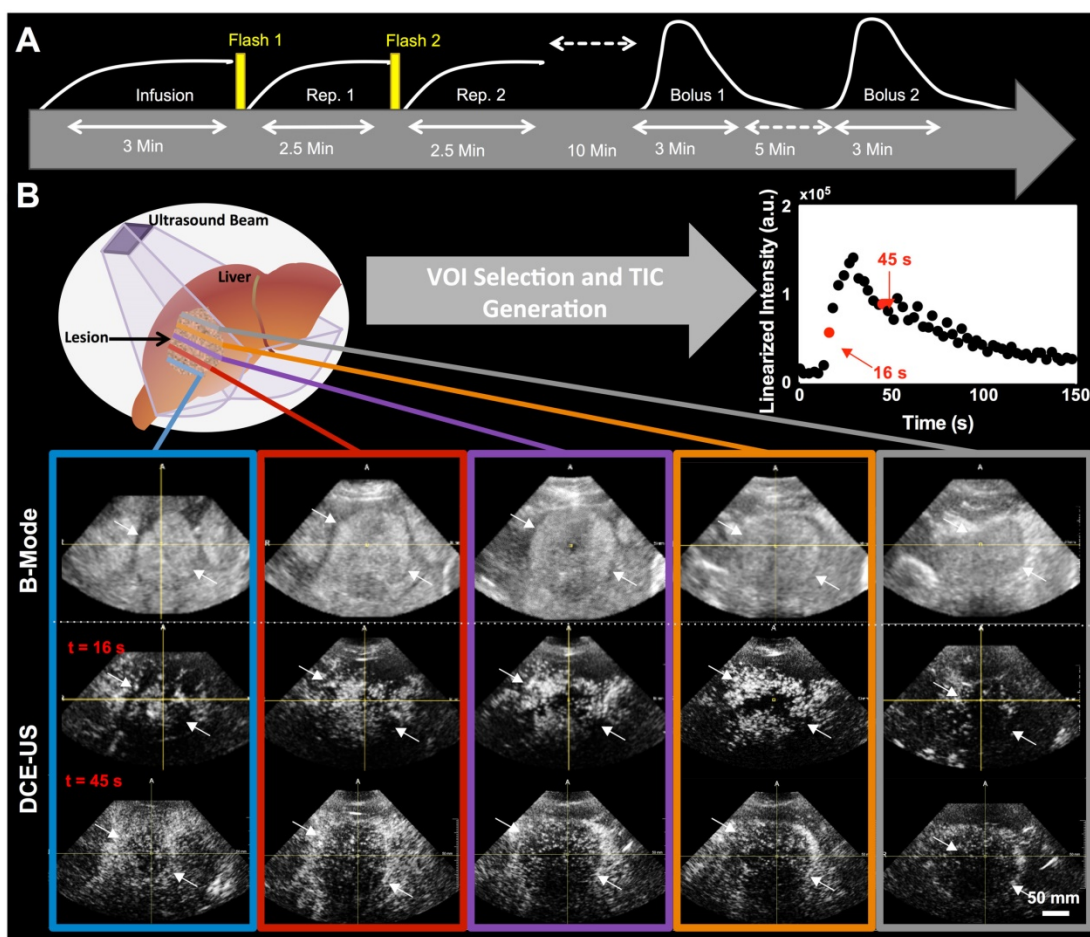 A
Flash 1
Flash 2
Infusion
Rep. 1
Rep. 2
Bolus 1
Bolus 2
3 Min
2.5 Min
2.5 Min
10 Min
3 Min
5 Min
3 Min
B
Ultrasound Beam
Liver
Lesion
VOI Selection and TIC
Generation
x10⁵
2
1
0
Linearized Intensity (a.u.)
45 s
16 s
0
50
100
150
Time (s)
B-Mode
A
A
A
A
A
DCE-US
t = 16 s
A
A
A
A
A
t = 45 s
A
A
A
A
A
50 mm